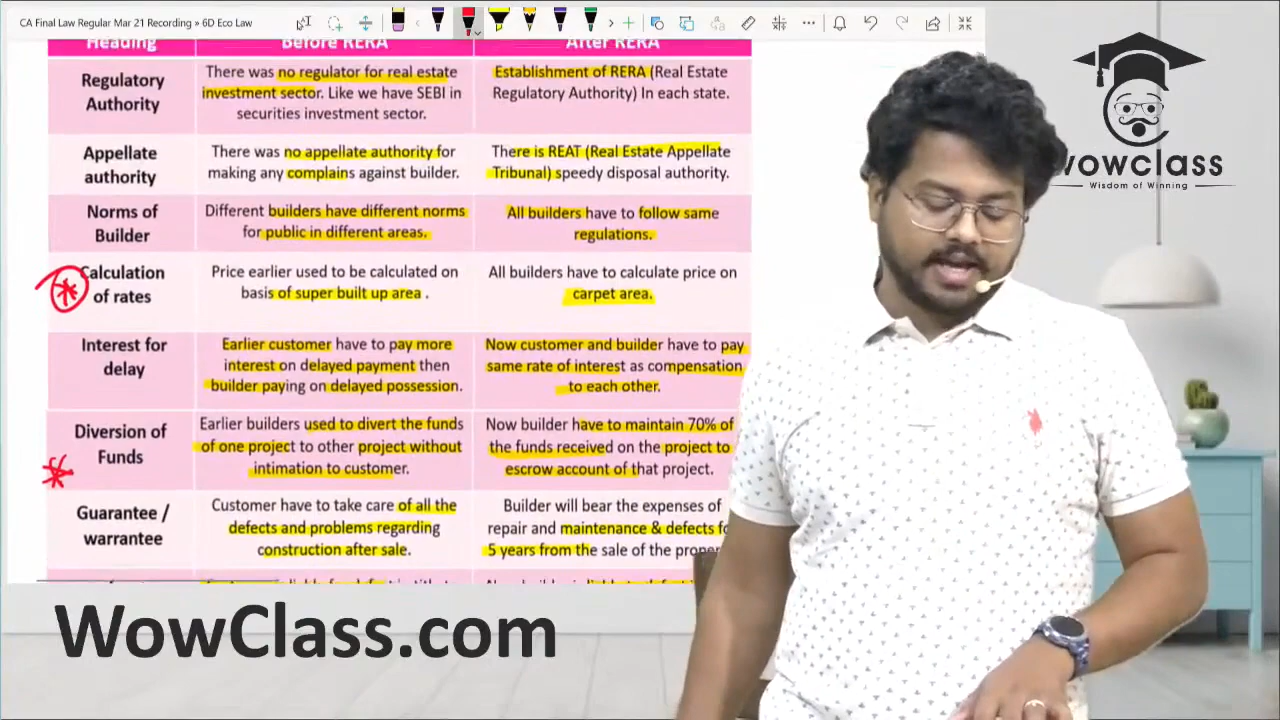 CA Final Law Regular Mar 21 Recording » 6D Eco Law
Heading Before RERA After RERA
Regulatory
Authority
There was no regulator for real estate
investment sector. Like we have SEBI in
securities investment sector.
Establishment of RERA (Real Estate
Regulatory Authority) In each state.
Appellate
authority
There was no appellate authority for
making any complains against builder.
There is REAT (Real Estate Appellate
Tribunal) speedy disposal authority.
Norms of
Builder
Different builders have different norms
for public in different areas.
All builders have to follow same
regulations.
Calculation
of rates
Price earlier used to be calculated on
basis of super built up area .
All builders have to calculate price on
carpet area.
Interest for
delay
Earlier customer have to pay more
interest on delayed payment then
builder paying on delayed possession.
Now customer and builder have to pay
same rate of interest as compensation
to each other.
Diversion of
Funds
Earlier builders used to divert the funds
of one project to other project without
intimation to customer.
Now builder have to maintain 70% of
the funds received on the project to
escrow account of that project.
Guarantee /
warrantee
Customer have to take care of all the
defects and problems regarding
construction after sale.
Builder will bear the expenses of
repair and maintenance & defects
5 years from the sale of the
wowclass
Wisdom of Winning
WowClass.com